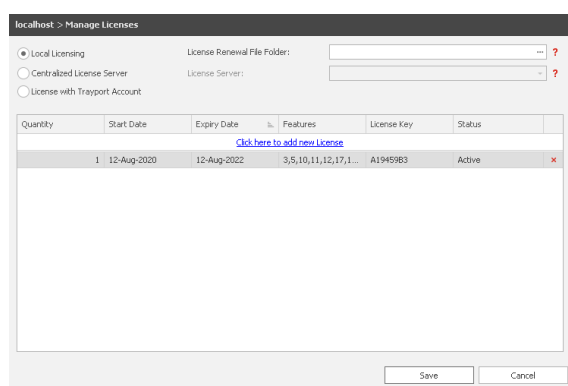 localhost > Manage Licenses
Local Licensing
License Renewal File Folder:
... ?
Centralized License Server
License Server:
?
License with Trayport Account
Quantity Start Date Expiry Date Features License Key Status
Click here to add new License
1 12-Aug-2020 12-Aug-2022 3,5,10,11,12,17,1... A19459B3 Active ×
Save Cancel